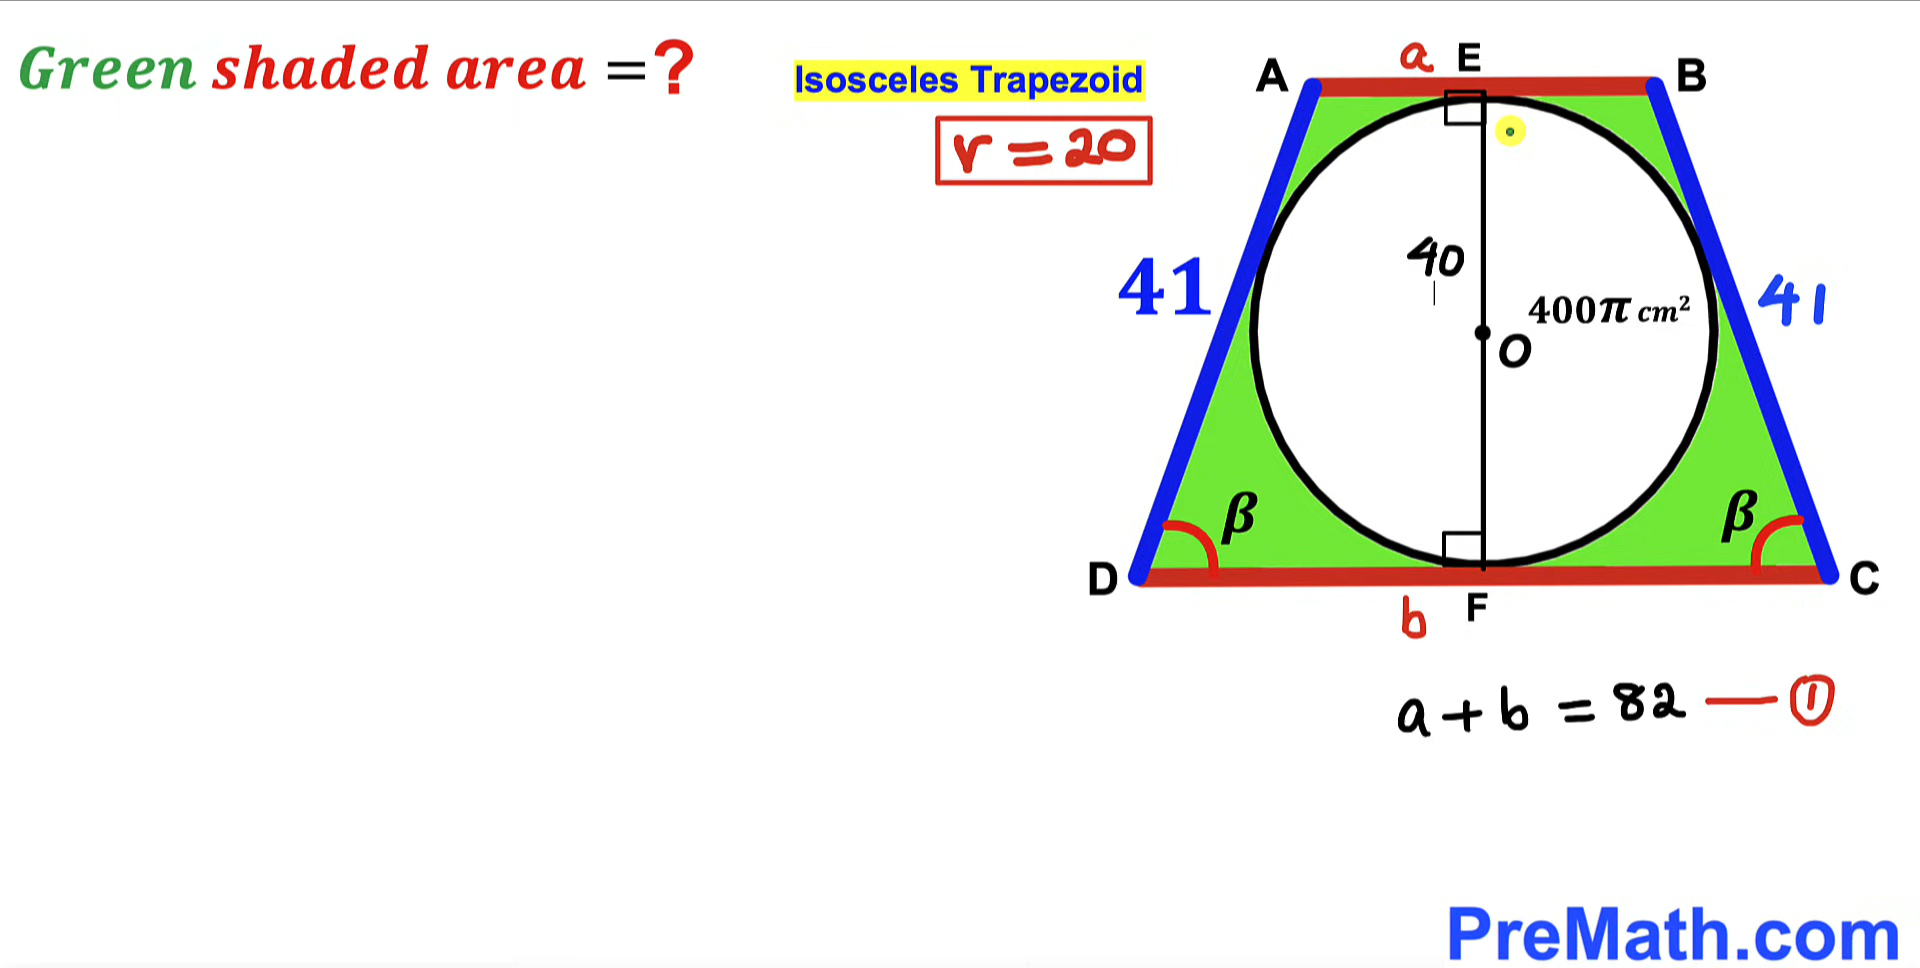 Green shaded area =?
Isosceles Trapezoid
r = 20
a E
A
B
41
40
400π cm²
41
O
β
β
D
C
b F
a + b = 82 — ①
PreMath.com